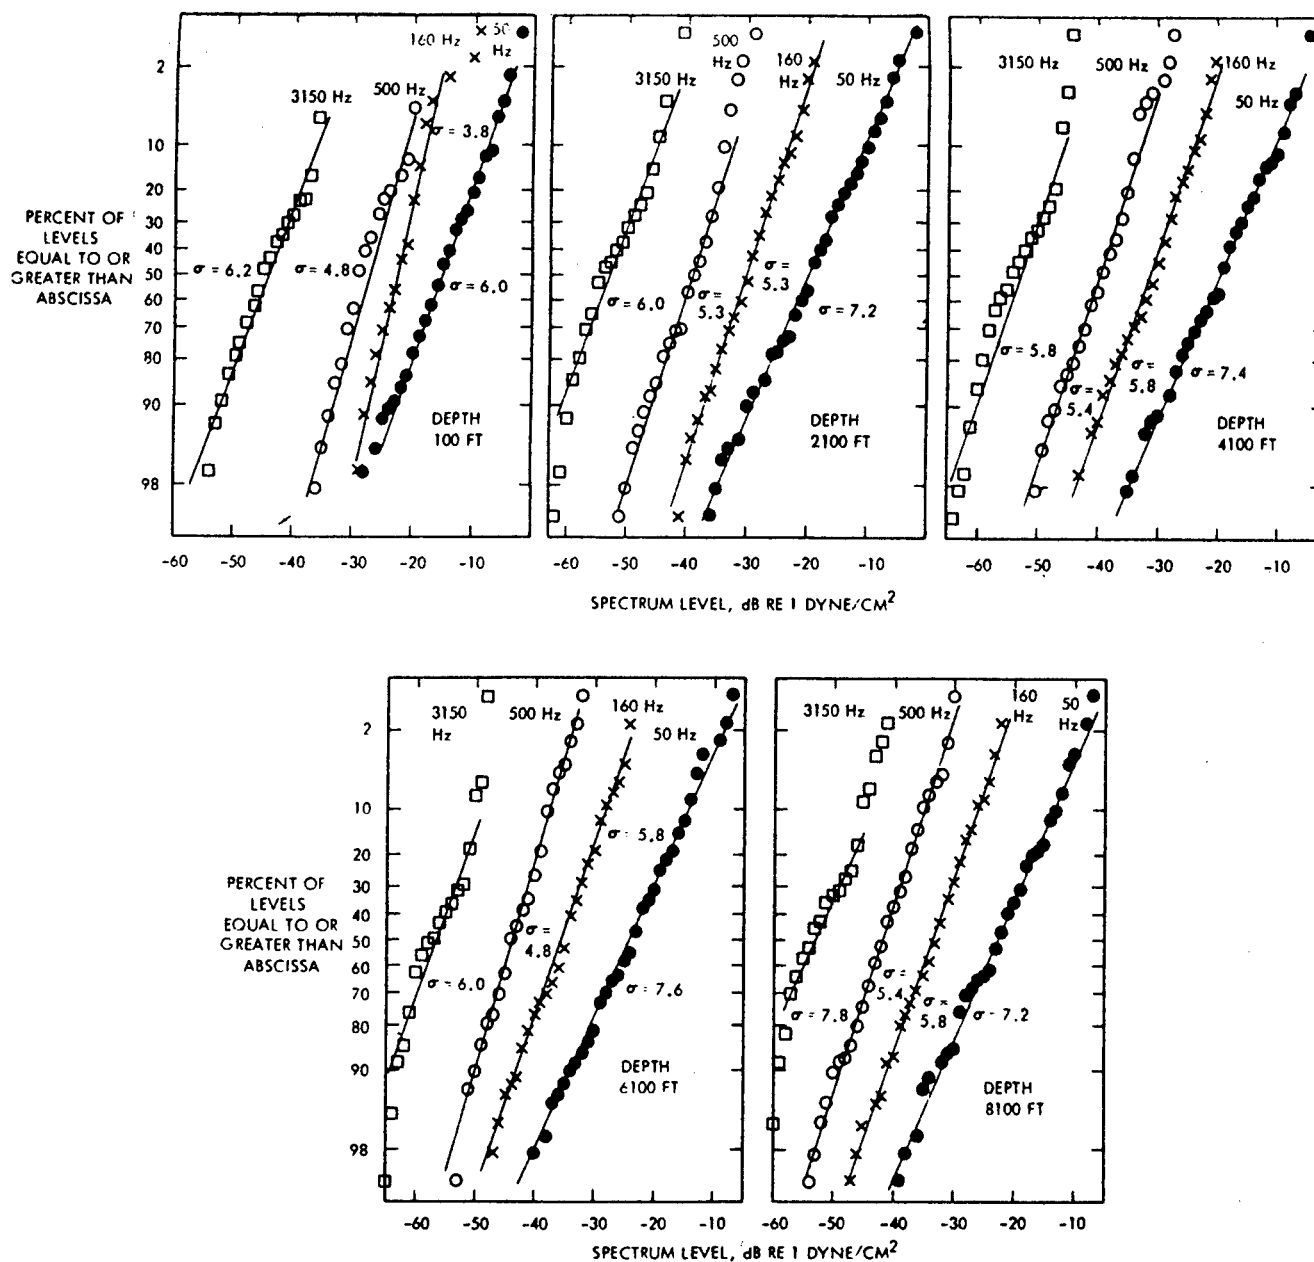 PERCENT OF
LEVELS
EQUAL TO OR
GREATER THAN
ABSCISSA
2
10
20
30
40
50
60
70
80
90
98
3150 Hz
500 Hz
160 Hz
50
Hz
σ = 3.8
σ = 6.2
σ = 4.8
σ = 6.0
DEPTH
100 FT
-60 -50 -40 -30 -20 -10 0
3150 Hz
500
Hz
160
Hz
50 Hz
σ = 6.0
σ =
5.3
σ =
5.3
σ = 7.2
DEPTH
2100 FT
-60 -50 -40 -30 -20 -10 0
3150 Hz
500 Hz
160 Hz
50 Hz
σ = 5.8
σ =
5.4
σ =
5.8
σ = 7.4
DEPTH
4100 FT
-60 -50 -40 -30 -20 -10
SPECTRUM LEVEL, dB RE 1 DYNE/CM²
PERCENT OF
LEVELS
EQUAL TO OR
GREATER THAN
ABSCISSA
2
10
20
30
40
50
60
70
80
90
98
3150
Hz
500 Hz
160 Hz
50 Hz
σ = 5.8
σ =
4.8
σ = 6.0
σ = 7.6
DEPTH
6100 FT
-60 -50 -40 -30 -20 -10
3150 Hz
500 Hz
160
Hz
50
Hz
σ = 7.8
σ =
5.4
σ =
5.8
σ = 7.2
DEPTH
8100 FT
-60 -50 -40 -30 -20 -10
SPECTRUM LEVEL, dB RE 1 DYNE/CM²